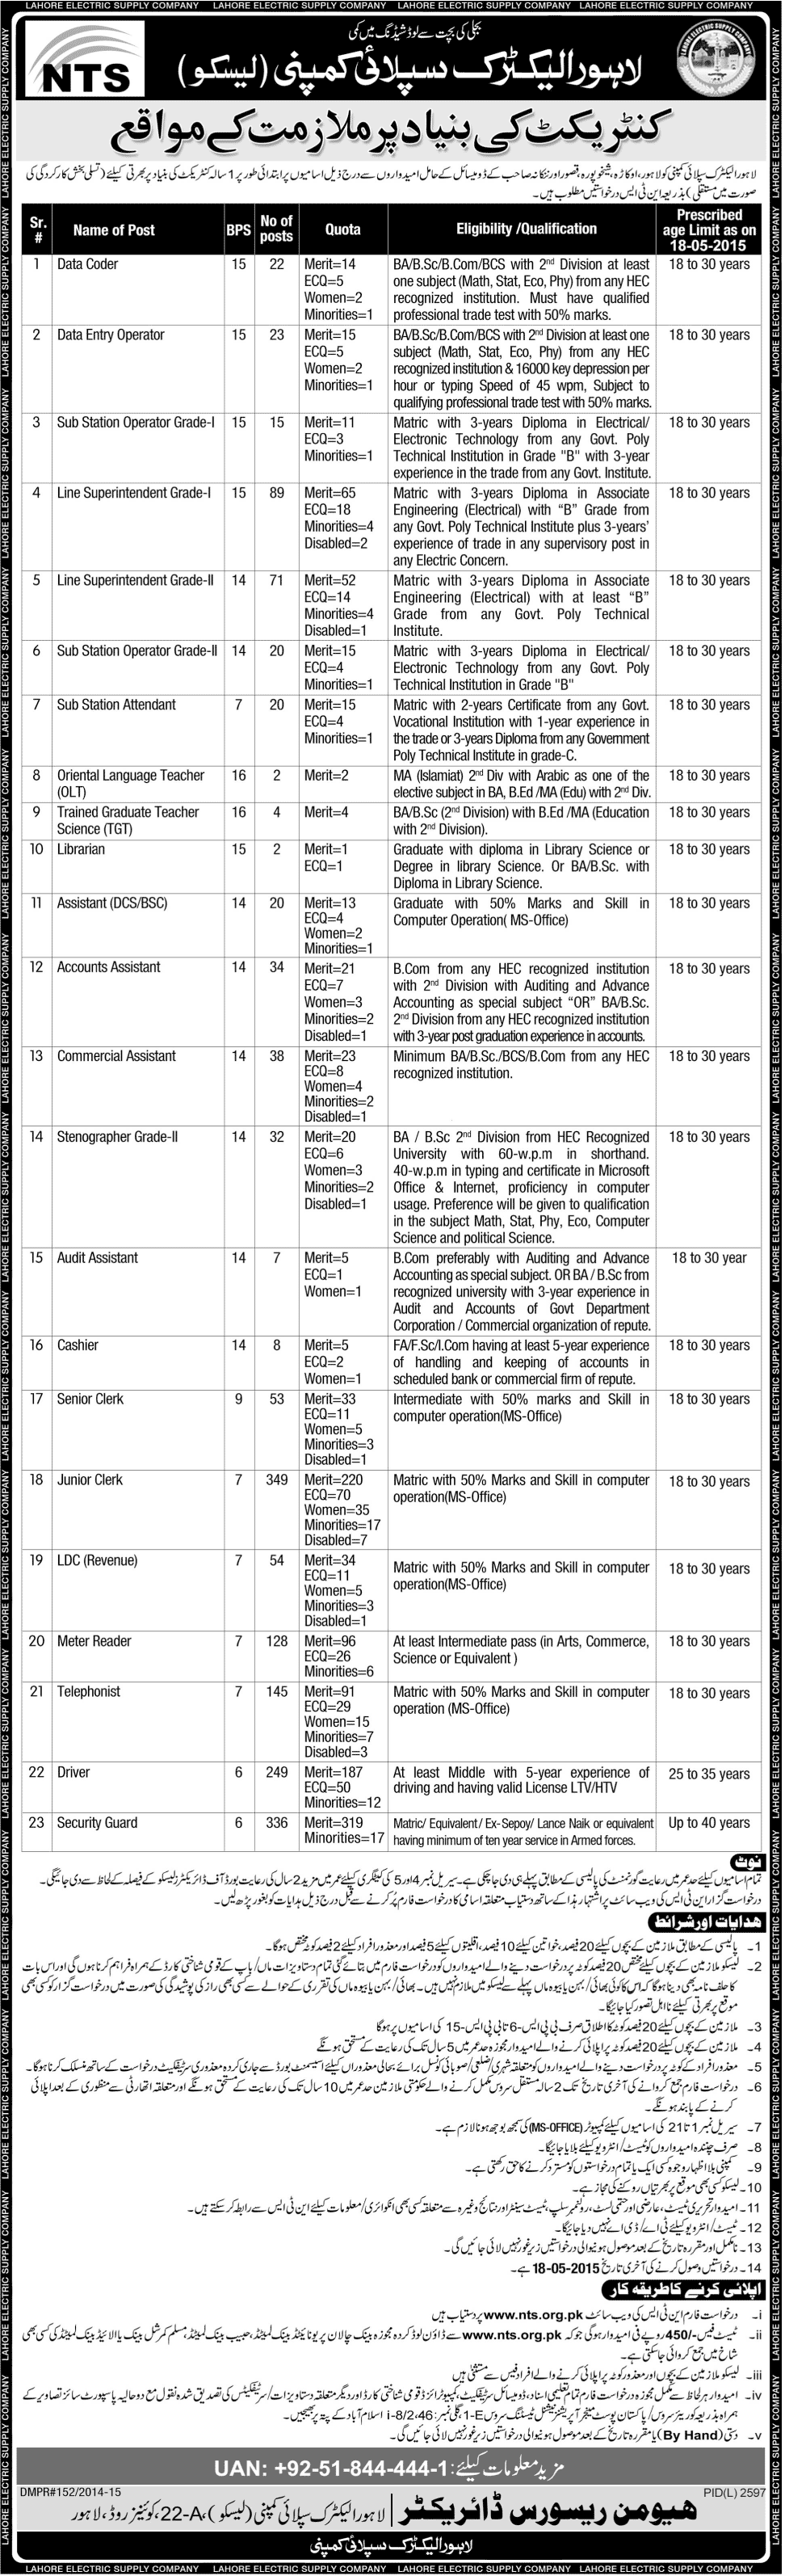 LAHORE ELECTRIC SUPPLY COMPANY LAHORE ELECTRIC SUPPLY COMPANY LAHORE ELECTRIC SUPPLY COMPANY LAHORE ELECTRIC SUPPLY COMPANY
NTS
بجلی کی بچت سے لوڈشیڈنگ میں کمی
لاہور الیکٹرک سپلائی کمپنی (لیسکو)
کنٹریکٹ کی بنیاد پر ملازمت کے مواقع
لاہور الیکٹرک سپلائی کمپنی کو لاہور، اوکاڑہ، شیخوپورہ، قصور اور ننکانہ صاحب کے ڈومیسائل کے حامل امیدواروں سے درج ذیل اسامیوں پر ابتدائی طور پر 1 سالہ کنٹریکٹ کی بنیاد پر بھرتی کیلئے (تسلی بخش کارکردگی کی
صورت میں مستقلی) بذریعہ این ٹی ایس درخواستیں مطلوب ہیں۔
Sr. # Name of Post BPS No of posts Quota Eligibility /Qualification Prescribed age Limit as on 18-05-2015
1 Data Coder 15 22 Merit=14 BA/B.Sc/B.Com/BCS with 2nd Division at least 18 to 30 years
ECQ=5 one subject (Math, Stat, Eco, Phy) from any HEC
Women=2 recognized institution. Must have qualified
Minorities=1 professional trade test with 50% marks.
2 Data Entry Operator 15 23 Merit=15 BA/B.Sc/B.Com/BCS with 2nd Division at least one 18 to 30 years
ECQ=5 subject (Math, Stat, Eco, Phy) from any HEC
Women=2 recognized institution & 16000 key depression per
Minorities=1 hour or typing Speed of 45 wpm, Subject to
qualifying professional trade test with 50% marks.
3 Sub Station Operator Grade-I 15 15 Merit=11 Matric with 3-years Diploma in Electrical/ 18 to 30 years
ECQ=3 Electronic Technology from any Govt. Poly
Minorities=1 Technical Institution in Grade "B" with 3-year
experience in the trade from any Govt. Institute.
4 Line Superintendent Grade-I 15 89 Merit=65 Matric with 3-years Diploma in Associate 18 to 30 years
ECQ=18 Engineering (Electrical) with “B” Grade from
Minorities=4 any Govt. Poly Technical Institute plus 3-years’
Disabled=2 experience of trade in any supervisory post in
any Electric Concern.
5 Line Superintendent Grade-II 14 71 Merit=52 Matric with 3-years Diploma in Associate 18 to 30 years
ECQ=14 Engineering (Electrical) with at least “B”
Minorities=4 Grade from any Govt. Poly Technical
Disabled=1 Institute.
6 Sub Station Operator Grade-II 14 20 Merit=15 Matric with 3-years Diploma in Electrical/ 18 to 30 years
ECQ=4 Electronic Technology from any Govt. Poly
Minorities=1 Technical Institution in Grade "B"
7 Sub Station Attendant 7 20 Merit=15 Matric with 2-years Certificate from any Govt. 18 to 30 years
ECQ=4 Vocational Institution with 1-year experience in
Minorities=1 the trade or 3-years Diploma from any Government
Poly Technical Institute in grade-C.
8 Oriental Language Teacher 16 2 Merit=2 MA (Islamiat) 2nd Div with Arabic as one of the 18 to 30 years
(OLT) elective subject in BA, B.Ed /MA (Edu) with 2nd Div.
9 Trained Graduate Teacher 16 4 Merit=4 BA/B.Sc (2nd Division) with B.Ed /MA (Education 18 to 30 years
Science (TGT) with 2nd Division).
10 Librarian 15 2 Merit=1 Graduate with diploma in Library Science or 18 to 30 years
ECQ=1 Degree in library Science. Or BA/B.Sc. with
Diploma in Library Science.
11 Assistant (DCS/BSC) 14 20 Merit=13 Graduate with 50% Marks and Skill in 18 to 30 years
ECQ=4 Computer Operation( MS-Office)
Women=2
Minorities=1
12 Accounts Assistant 14 34 Merit=21 B.Com from any HEC recognized institution 18 to 30 years
ECQ=7 with 2nd Division with Auditing and Advance
Women=3 Accounting as special subject “OR” BA/B.Sc.
Minorities=2 2nd Division from any HEC recognized institution
Disabled=1 with 3-year post graduation experience in accounts.
13 Commercial Assistant 14 38 Merit=23 Minimum BA/B.Sc./BCS/B.Com from any HEC 18 to 30 years
ECQ=8 recognized institution.
Women=4
Minorities=2
Disabled=1
14 Stenographer Grade-II 14 32 Merit=20 BA / B.Sc 2nd Division from HEC Recognized 18 to 30 years
ECQ=6 University with 60-w.p.m in shorthand.
Women=3 40-w.p.m in typing and certificate in Microsoft
Minorities=2 Office & Internet, proficiency in computer
Disabled=1 usage. Preference will be given to qualification
in the subject Math, Stat, Phy, Eco, Computer
Science and political Science.
15 Audit Assistant 14 7 Merit=5 B.Com preferably with Auditing and Advance 18 to 30 year
ECQ=1 Accounting as special subject. OR BA / B.Sc from
Women=1 recognized university with 3-year experience in
Audit and Accounts of Govt Department
Corporation / Commercial organization of repute.
16 Cashier 14 8 Merit=5 FA/F.Sc/I.Com having at least 5-year experience 18 to 30 years
ECQ=2 of handling and keeping of accounts in
Women=1 scheduled bank or commercial firm of repute.
17 Senior Clerk 9 53 Merit=33 Intermediate with 50% marks and Skill in 18 to 30 years
ECQ=11 computer operation(MS-Office)
Women=5
Minorities=3
Disabled=1
18 Junior Clerk 7 349 Merit=220 Matric with 50% Marks and Skill in computer 18 to 30 years
ECQ=70 operation(MS-Office)
Women=35
Minorities=17
Disabled=7
19 LDC (Revenue) 7 54 Merit=34 Matric with 50% Marks and Skill in computer 18 to 30 years
ECQ=11 operation(MS-Office)
Women=5
Minorities=3
Disabled=1
20 Meter Reader 7 128 Merit=96 At least Intermediate pass (in Arts, Commerce, 18 to 30 years
ECQ=26 Science or Equivalent )
Minorities=6
21 Telephonist 7 145 Merit=91 Matric with 50% Marks and Skill in computer 18 to 30 years
ECQ=29 operation (MS-Office)
Women=15
Minorities=7
Disabled=3
22 Driver 6 249 Merit=187 At least Middle with 5-year experience of 25 to 35 years
ECQ=50 driving and having valid License LTV/HTV
Minorities=12
23 Security Guard 6 336 Merit=319 Matric/ Equivalent/ Ex-Sepoy/ Lance Naik or equivalent Up to 40 years
Minorities=17 having minimum of ten year service in Armed forces.
نوٹ
تمام اسامیوں کیلئے حد عمر میں رعایت گورنمنٹ کی پالیسی کے مطابق پہلے ہی دی جا چکی ہے۔ سیریل نمبر 4 اور 5 کی کیٹگری کیلئے عمر میں مزید 2 سال کی رعایت بورڈ آف ڈائریکٹرز لیسکو کے فیصلہ کے لحاظ سے دی جائیگی۔
درخواست گزار این ٹی ایس کی ویب سائٹ پر اشتہار ہذا کے ساتھ دستیاب متعلقہ اسامی کا درخواست فارم پُر کرنے سے قبل درج ذیل ہدایات کو بغور پڑھ لیں۔
ہدایات اور شرائط
1- پالیسی کے مطابق ملازمین کے بچوں کیلئے 20 فیصد، خواتین کیلئے 10 فیصد، اقلیتوں کیلئے 5 فیصد اور معذور افراد کیلئے 2 فیصد کوٹہ مختص ہوگا۔
2- لیسکو ملازمین کے بچوں کیلئے مختص 20 فیصد کوٹہ پر درخواست دینے والے امیدواروں کو درخواست فارم میں بتائے گئی تمام دستاویزات ماں/باپ کے قومی شناختی کارڈ کے ہمراہ فراہم کرنا ہوں گی اور اس بات
کا حلف نامہ بھی دینا ہوگا کہ اس کا کوئی بھائی/بہن یا بیوہ ماں پہلے سے لیسکو میں ملازم نہیں ہیں۔ بھائی/بہن یا بیوہ ماں کی تقرری کے حوالے سے کسی بھی راز کی پوشیدگی کی صورت میں درخواست گزار کو کسی بھی
موقع پر بھرتی کیلئے نااہل تصور کیا جائیگا۔
3- ملازمین کے بچوں کیلئے 20 فیصد کوٹہ کا اطلاق صرف بی پی ایس-6 تا بی پی ایس-15 کی اسامیوں پر ہوگا
4- ملازمین کے بچوں کیلئے 20 فیصد کوٹہ پر اپلائی کرنے والے امیدوار مجوزہ حد عمر میں 5 سال تک کی رعایت کے مستحق ہونگے
5- معذور افراد کے کوٹہ پر درخواست دینے والے امیدواروں کو متعلقہ شہری/ضلعی/صوبائی کونسل برائے بحالی معذوراں کیلئے اسیسمنٹ بورڈ سے جاری کردہ معذوری سرٹیفکیٹ درخواست کے ساتھ منسلک کرنا ہوگا۔
6- درخواست فارم جمع کروانے کی آخری تاریخ تک 2 سالہ مستقل سروس مکمل کرنے والے حکومتی ملازمین حد عمر میں 10 سال تک کی رعایت کے مستحق ہونگے اور متعلقہ اتھارٹی سے منظوری کے بعد اپلائی
کرنے کے پابند ہونگے۔
7- سیریل نمبر 1 تا 21 کی اسامیوں کیلئے کمپیوٹر (MS-OFFICE) کی سمجھ بوجھ ہونا لازم ہے۔
8- صرف چنیدہ امیدواروں کو ٹیسٹ/انٹرویو کیلئے بلایا جائیگا۔
9- کمپنی بلا اظہار وجوہ کسی ایک یا تمام درخواستوں کو مسترد کرنے کا حق رکھتی ہے۔
10- لیسکو کسی بھی موقع پر بھرتیاں روکنے کی مجاز ہے۔
11- امیدوار تحریری ٹیسٹ، عارضی اور حتمی لسٹ، رولنمبر سلپ، ٹیسٹ سینٹر اور نتائج وغیرہ سے متعلقہ کسی بھی انکوائری/معلومات کیلئے این ٹی ایس سے رابطہ کر سکتے ہیں۔
12- ٹیسٹ/انٹرویو کیلئے ٹی اے/ڈی اے نہیں دیا جائیگا۔
13- نامکمل اور مقررہ تاریخ کے بعد موصول ہونیوالی درخواستیں زیر غور نہیں لائی جائیں گی۔
14- درخواستیں وصول کرنے کی آخری تاریخ 18-05-2015 ہے۔
اپلائی کرنے کا طریقہ کار
i- درخواست فارم این ٹی ایس کی ویب سائٹ www.nts.org.pk پر دستیاب ہیں
ii- ٹیسٹ فیس -/450 روپے فی امیدوار ہوگی جو کہ www.nts.org.pk سے ڈاؤن لوڈ کردہ مجوزہ بینک چالان پر یونائیٹڈ بینک لمیٹڈ، حبیب بینک لمیٹڈ، مسلم کمرشل بینک یا الائیڈ بینک لمیٹڈ کی کسی بھی
شاخ میں جمع کروائی جا سکتی ہے۔
iii- لیسکو ملازمین کے بچوں اور معذور کوٹہ پر اپلائی کرنے والے افراد فیس سے مستثنیٰ ہیں
iv- امیدوار ہر لحاظ سے مکمل مجوزہ درخواست فارم تمام تعلیمی اسناد، ڈومیسائل سرٹیفکیٹ، کمپیوٹرائزڈ قومی شناختی کارڈ اور دیگر متعلقہ دستاویزات/سرٹیفکیٹس کی تصدیق شدہ نقول مع دو حالیہ پاسپورٹ سائز تصاویر کے
ہمراہ بذریعہ کوریئر سروس/پاکستان پوسٹ مینیجر آپریشنز نیشنل ٹیسٹنگ سروس 1-E، گلی نمبر: 46، I-8/2 اسلام آباد کے پتہ پر بھیجیں۔
v- دستی (By Hand) یا مقررہ تاریخ کے بعد موصول ہونیوالی درخواستیں زیر غور نہیں لائی جائیں گی۔
مزید معلومات کیلئے: UAN: +92-51-844-444-1
DMPR#152/2014-15 PID(L) 2597
ہیومن ریسورس ڈائریکٹر لاہور الیکٹرک سپلائی کمپنی (لیسکو)، 22-A، کوئینز روڈ، لاہور
لاہور الیکٹرک سپلائی کمپنی
LAHORE ELECTRIC SUPPLY COMPANY LAHORE ELECTRIC SUPPLY COMPANY LAHORE ELECTRIC SUPPLY COMPANY LAHORE ELECTRIC SUPPLY COMPANY